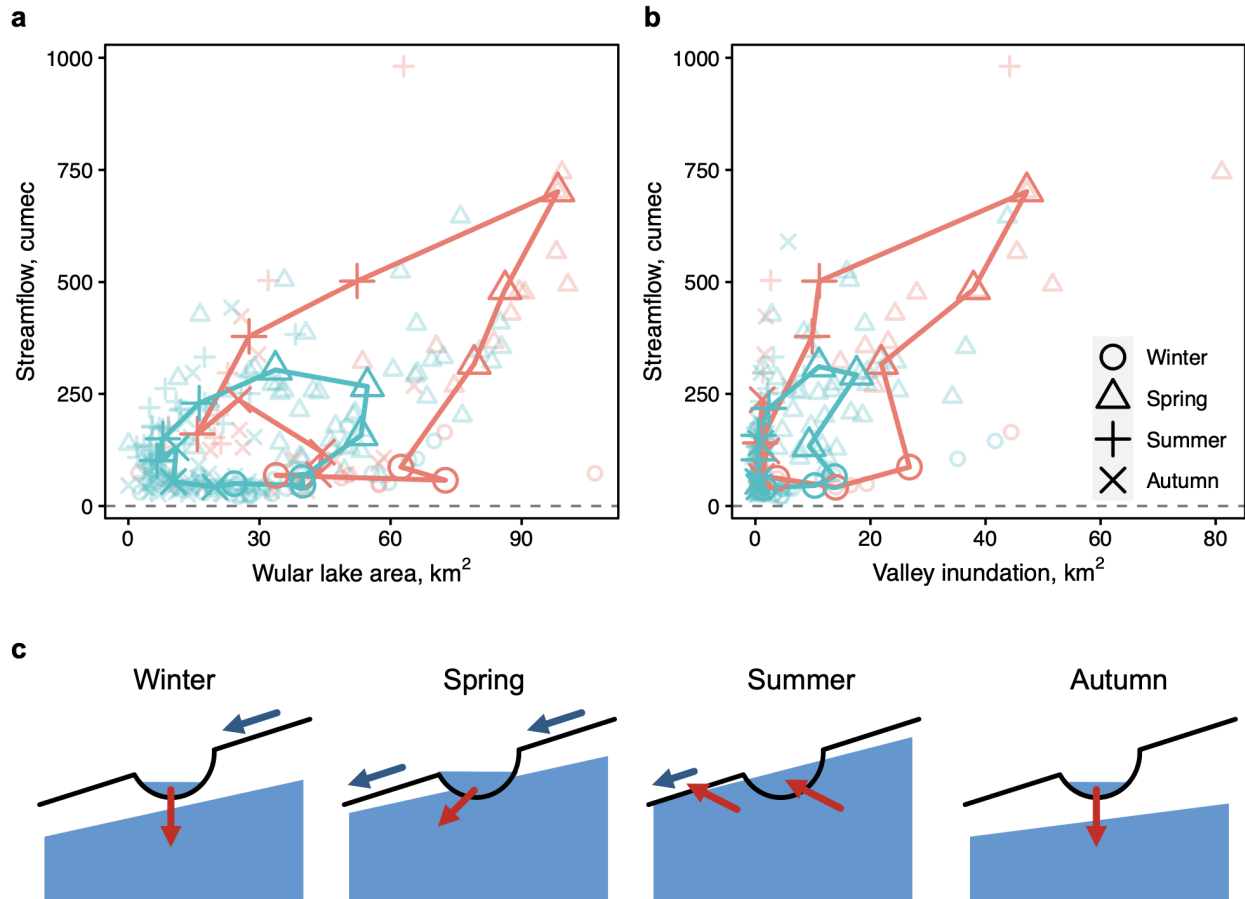 a
Streamflow, cumec
1000
750
500
250
0
0 30 60 90
Wular lake area, km²
b
Streamflow, cumec
1000
750
500
250
0
0 20 40 60 80
Valley inundation, km²
Winter
Spring
Summer
Autumn
c
Winter Spring Summer Autumn